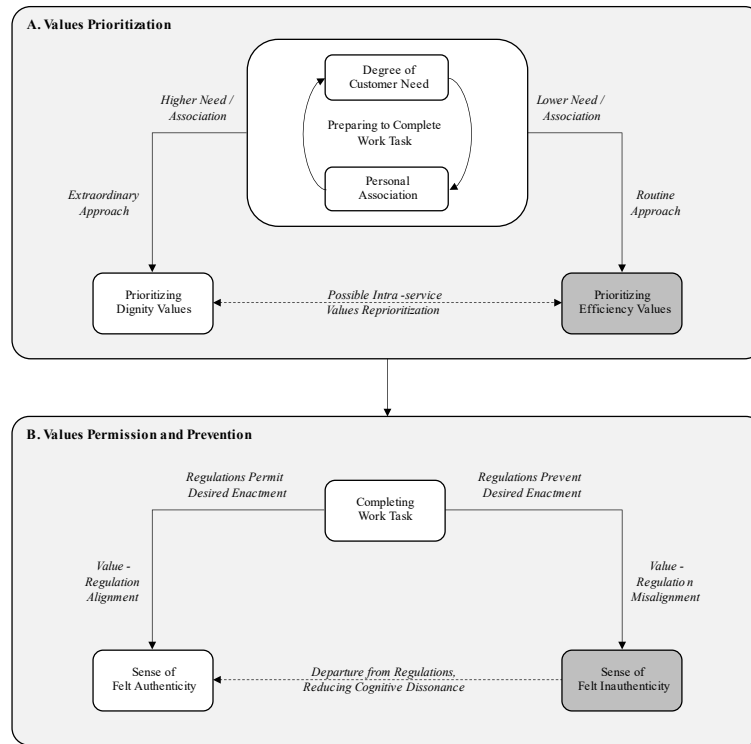 A. Values Prioritization
Degree of
Customer Need
Higher Need /
Association
Lower Need /
Association
Preparing to Complete
Work Task
Personal
Association
Extraordinary
Approach
Routine
Approach
Prioritizing
Dignity Values
Possible Intra -service
Values Reprioritization
Prioritizing
Efficiency Values
B. Values Permission and Prevention
Regulations Permit
Desired Enactment
Completing
Work Task
Regulations Prevent
Desired Enactment
Value -
Regulation
Alignment
Value -
Regulation
Misalignment
Sense of
Felt Authenticity
Departure from Regulations,
Reducing Cognitive Dissonance
Sense of
Felt Inauthenticity